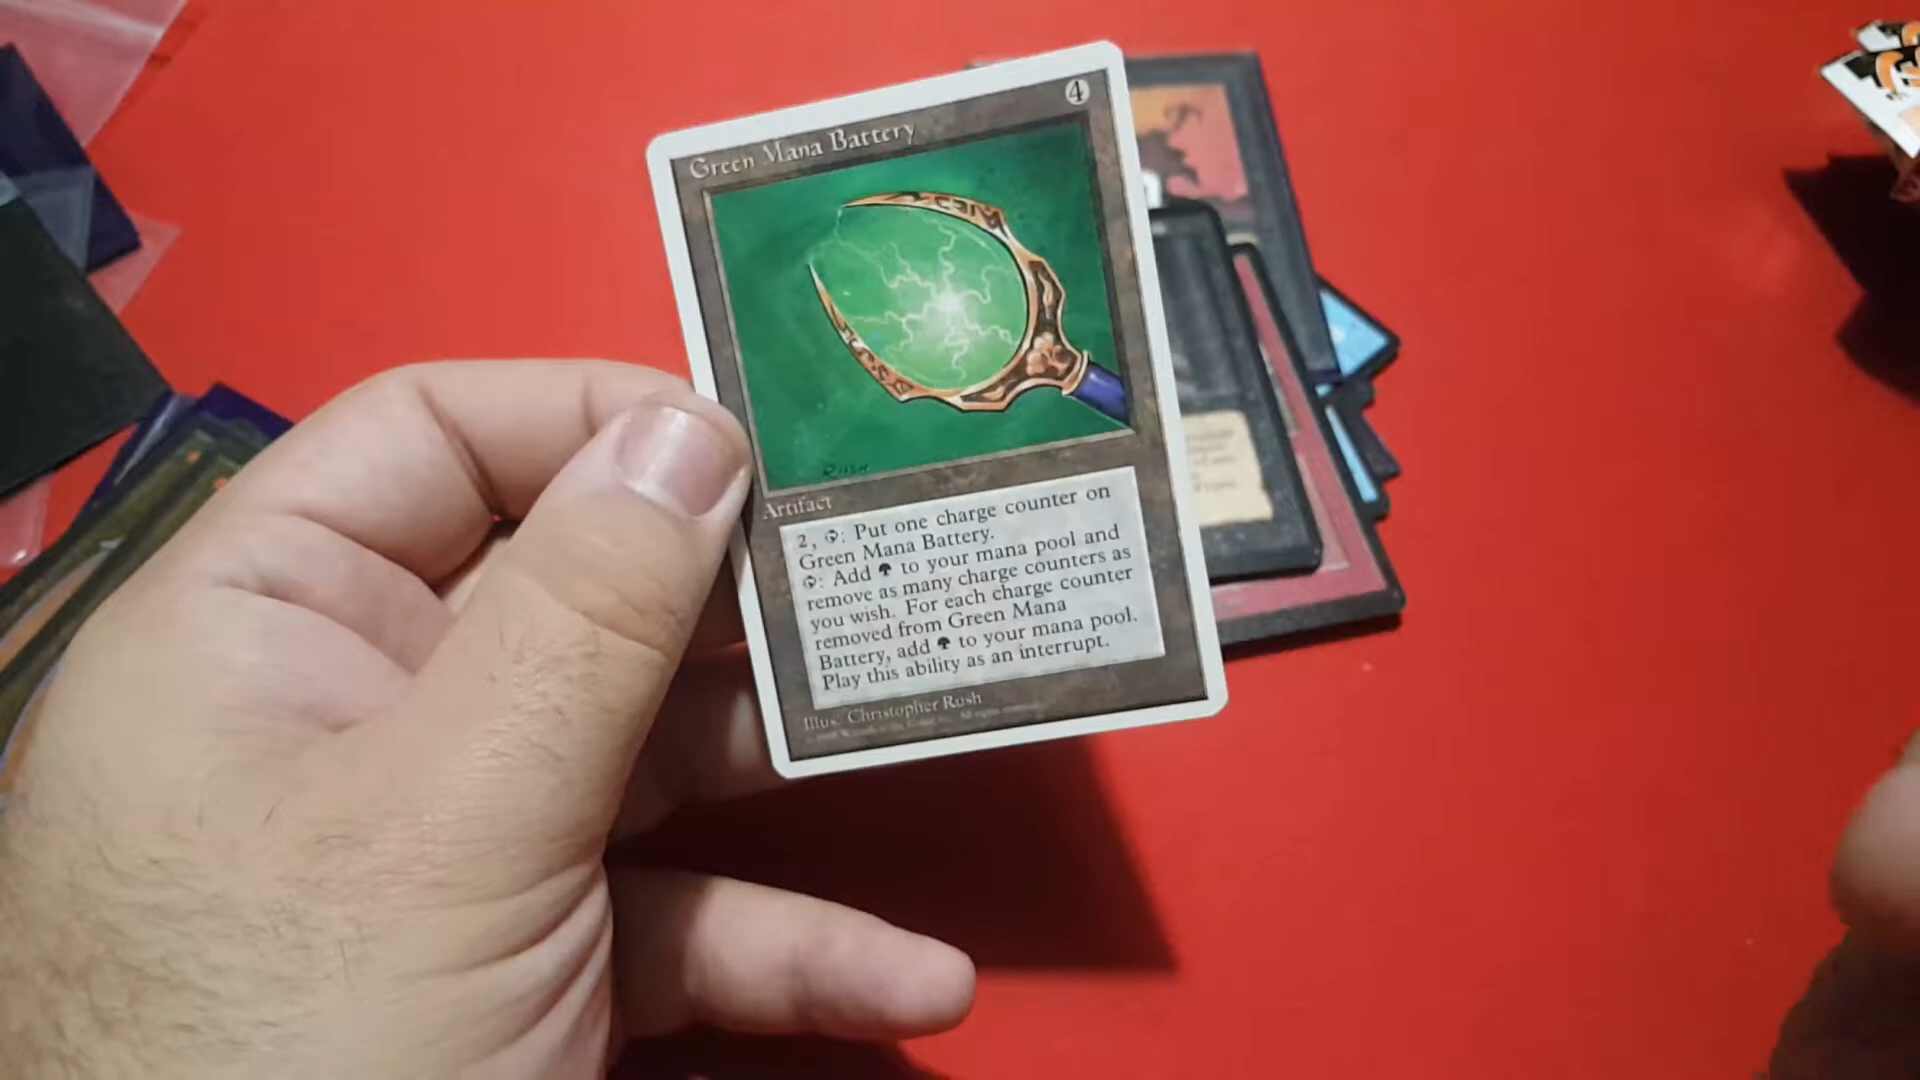 Green Mana Battery
4
RUSH
Artifact
2, : Put one charge counter on
Green Mana Battery.
: Add to your mana pool and
remove as many charge counters as
you wish. For each charge counter
removed from Green Mana
Battery, add to your mana pool.
Play this ability as an interrupt.
Illus. Christopher Rush